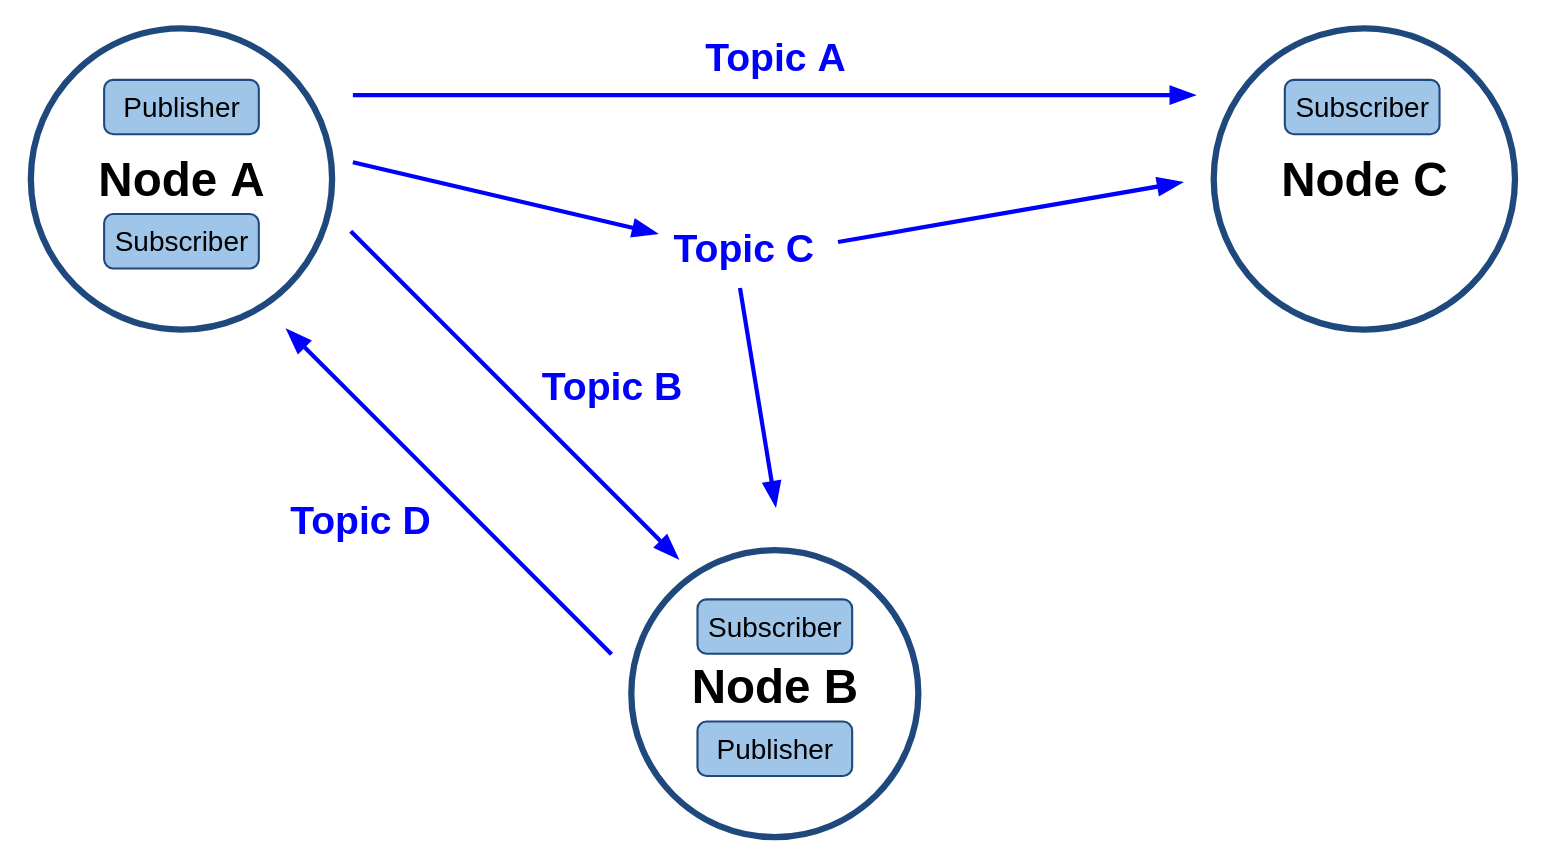 Topic A
Publisher
Subscriber
Node A
Node C
Subscriber
Topic C
Topic B
Topic D
Subscriber
Node B
Publisher